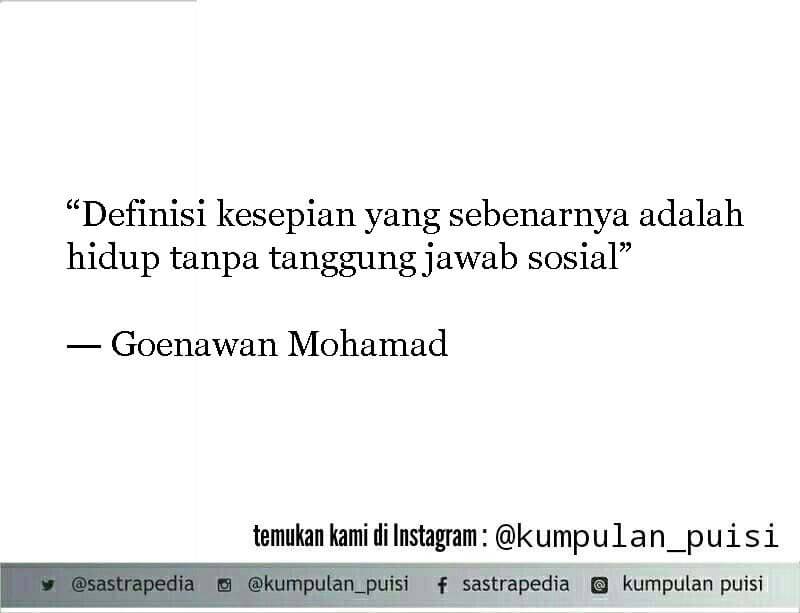 “Definisi kesepian yang sebenarnya adalah
hidup tanpa tanggung jawab sosial”
— Goenawan Mohamad
temukan kami di Instagram : @kumpulan_puisi
@sastrapedia @kumpulan_puisi sastrapedia kumpulan puisi